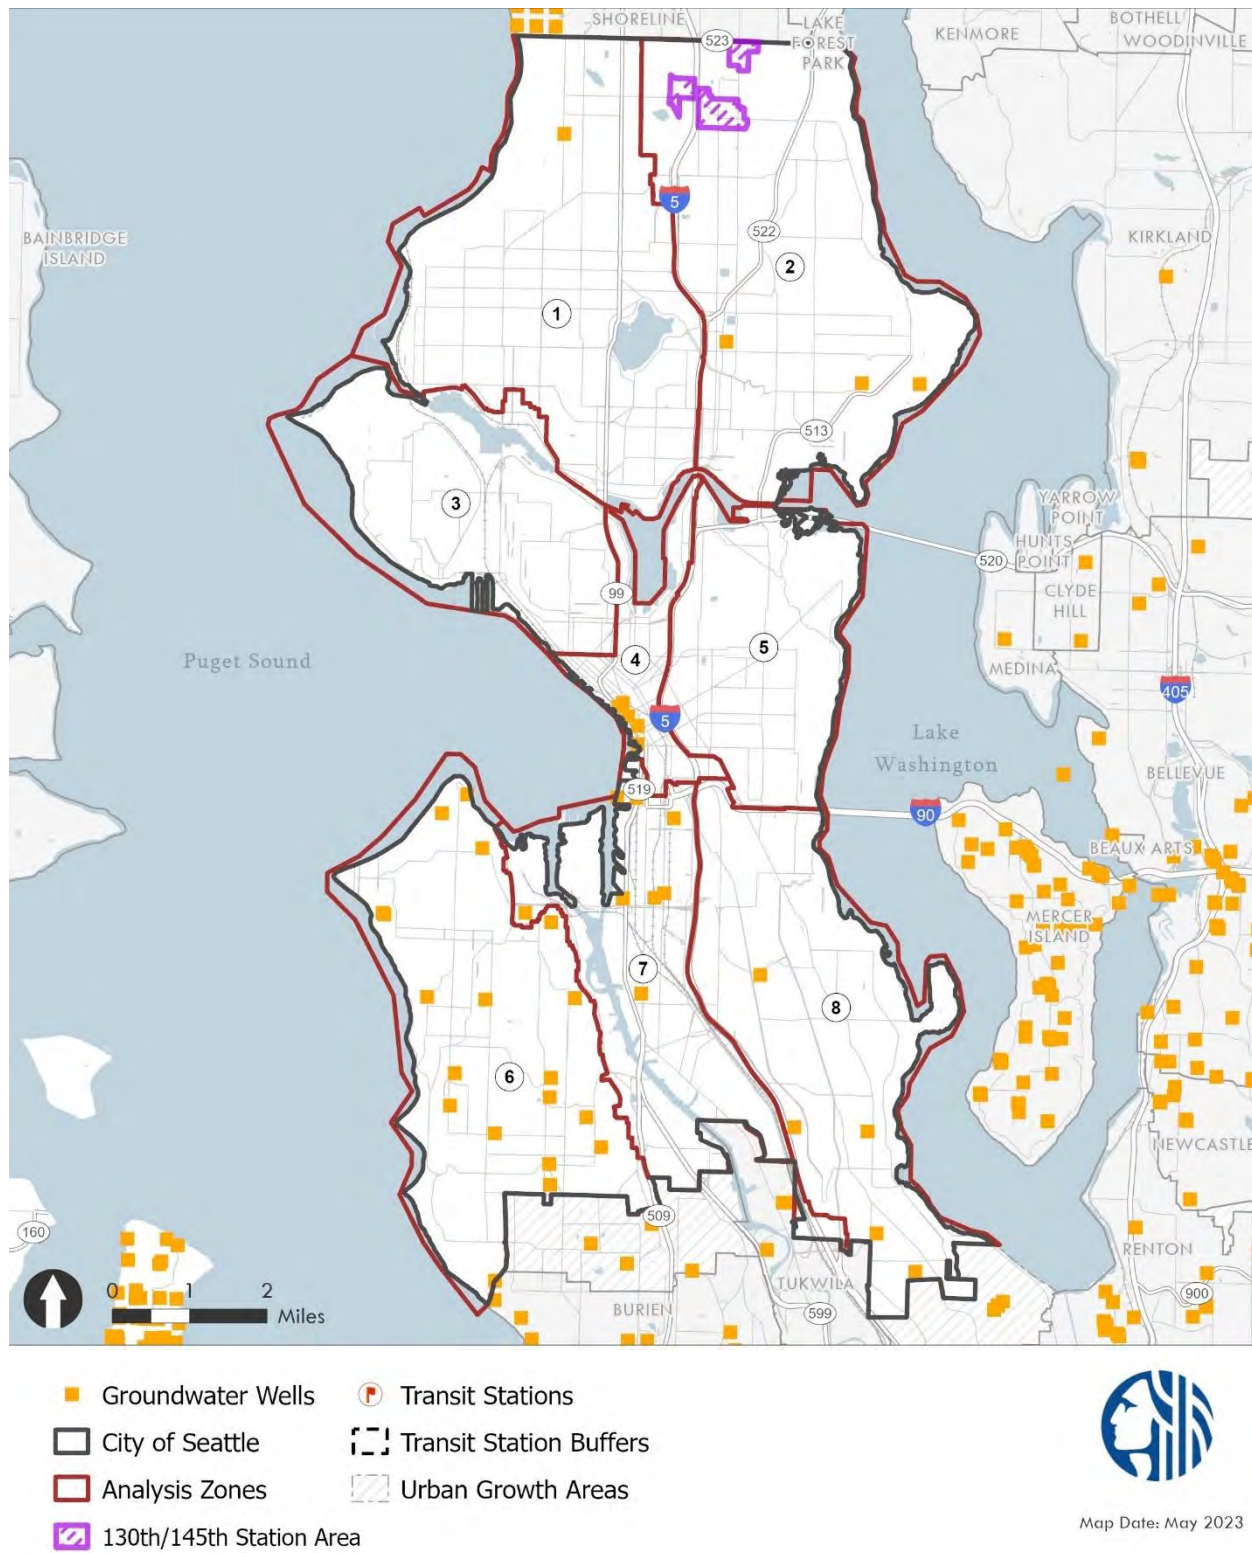 SHORELINE
LAKE
FOREST
PARK
KENMORE
BOTHELL
WOODINVILLE
523
BAINBRIDGE
ISLAND
5
522
2
KIRKLAND
1
513
3
YARROW
POINT
HUNTS
POINT
520
CLYDE
HILL
99
Puget Sound
4
5
MEDINA
405
5
Lake
Washington
BELLEVUE
519
90
BEAUX ARTS
MERCER
ISLAND
7
8
6
NEWCASTLE
160
509
RENTON
TUKWILA
900
BURIEN
599
0 1 2
Miles
Groundwater Wells
City of Seattle
Analysis Zones
130th/145th Station Area
Transit Stations
Transit Station Buffers
Urban Growth Areas
Map Date: May 2023